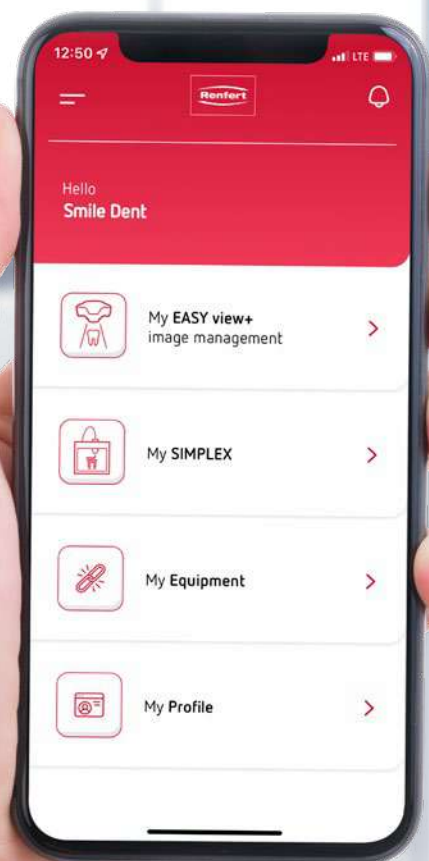 12:50
LTE
Renfert
Hello
Smile Dent
My EASY view+
image management
My SIMPLEX
My Equipment
My Profile